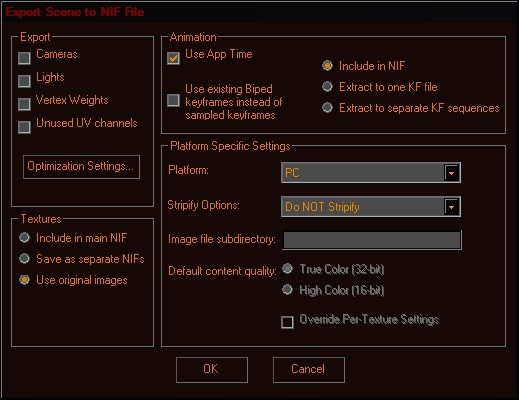 Export Scene to NIF File
Export
Cameras
Lights
Vertex Weights
Unused UV channels
Optimization Settings...
Textures
Include in main NIF
Save as separate NIFs
Use original images
Animation
Use App Time
Use existing Biped
keyframes instead of
sampled keyframes
Include in NIF
Extract to one KF file
Extract to separate KF sequences
Platform Specific Settings
Platform:
PC
Stripify Options:
Do NOT Stripify
Image file subdirectory:
Default content quality:
True Color (32-bit)
High Color (16-bit)
Override Per-Texture Settings
OK
Cancel